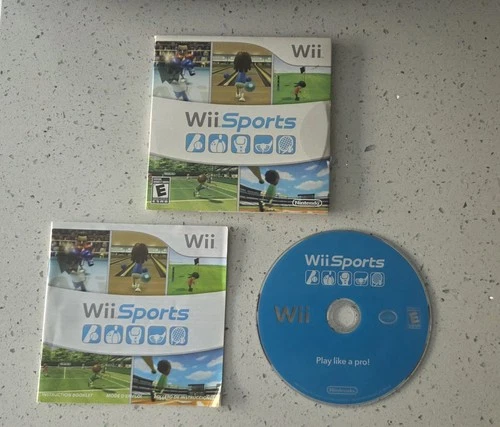 Wii
Wii Sports
E
Nintendo
Wii
Wii Sports
INSTRUCTION BOOKLET
Wii Sports
Wii
E
Play like a pro!
Nintendo